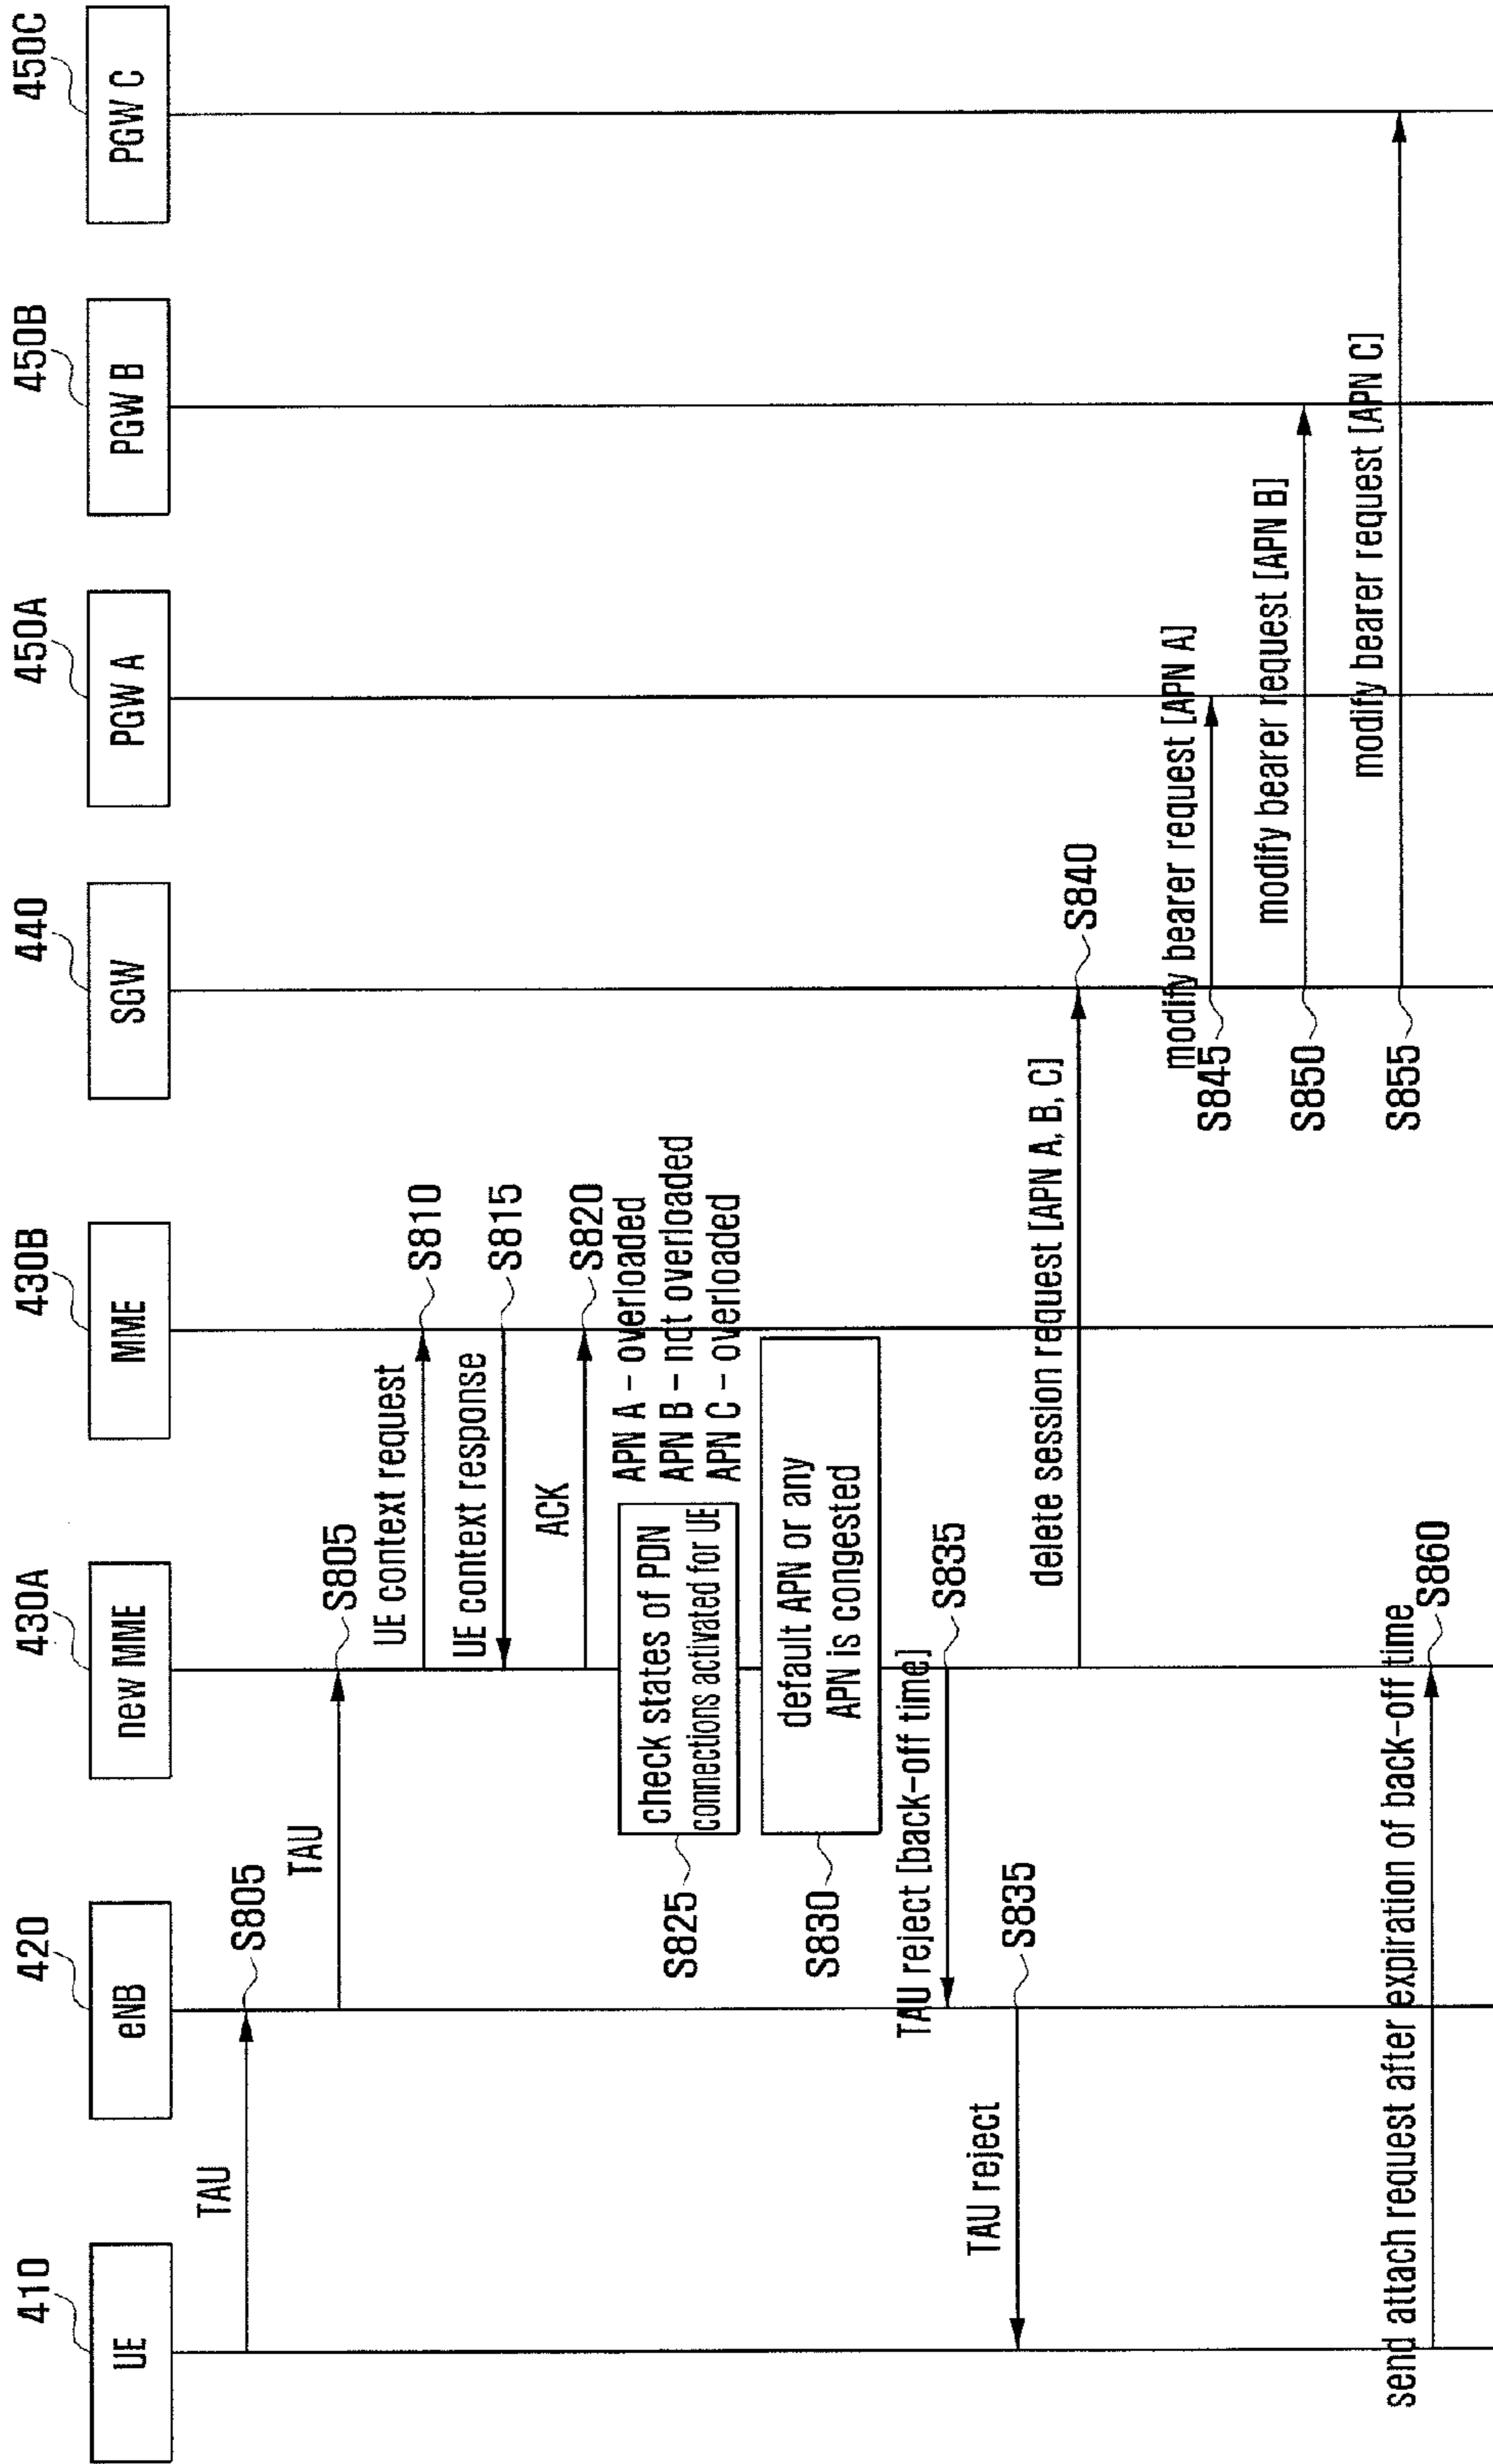 410
420
430A
430B
440
450A
450B
450C
UE
eNB
new MME
MME
SGW
PGW A
PGW B
PGW C
TAU
S805
TAU
S805
UE context request
S810
UE context response
S815
ACK
S820
check states of PDN
connections activated for UE
S825
APN A – overloaded
APN B – not overloaded
APN C – overloaded
default APN or any
APN is congested
S830
TAU reject [back-off time]
S835
TAU reject
S835
delete session request [APN A, B, C]
S840
modify bearer request [APN A]
S845
modify bearer request [APN B]
S850
modify bearer request [APN C]
S855
send attach request after expiration of back-off time
S860